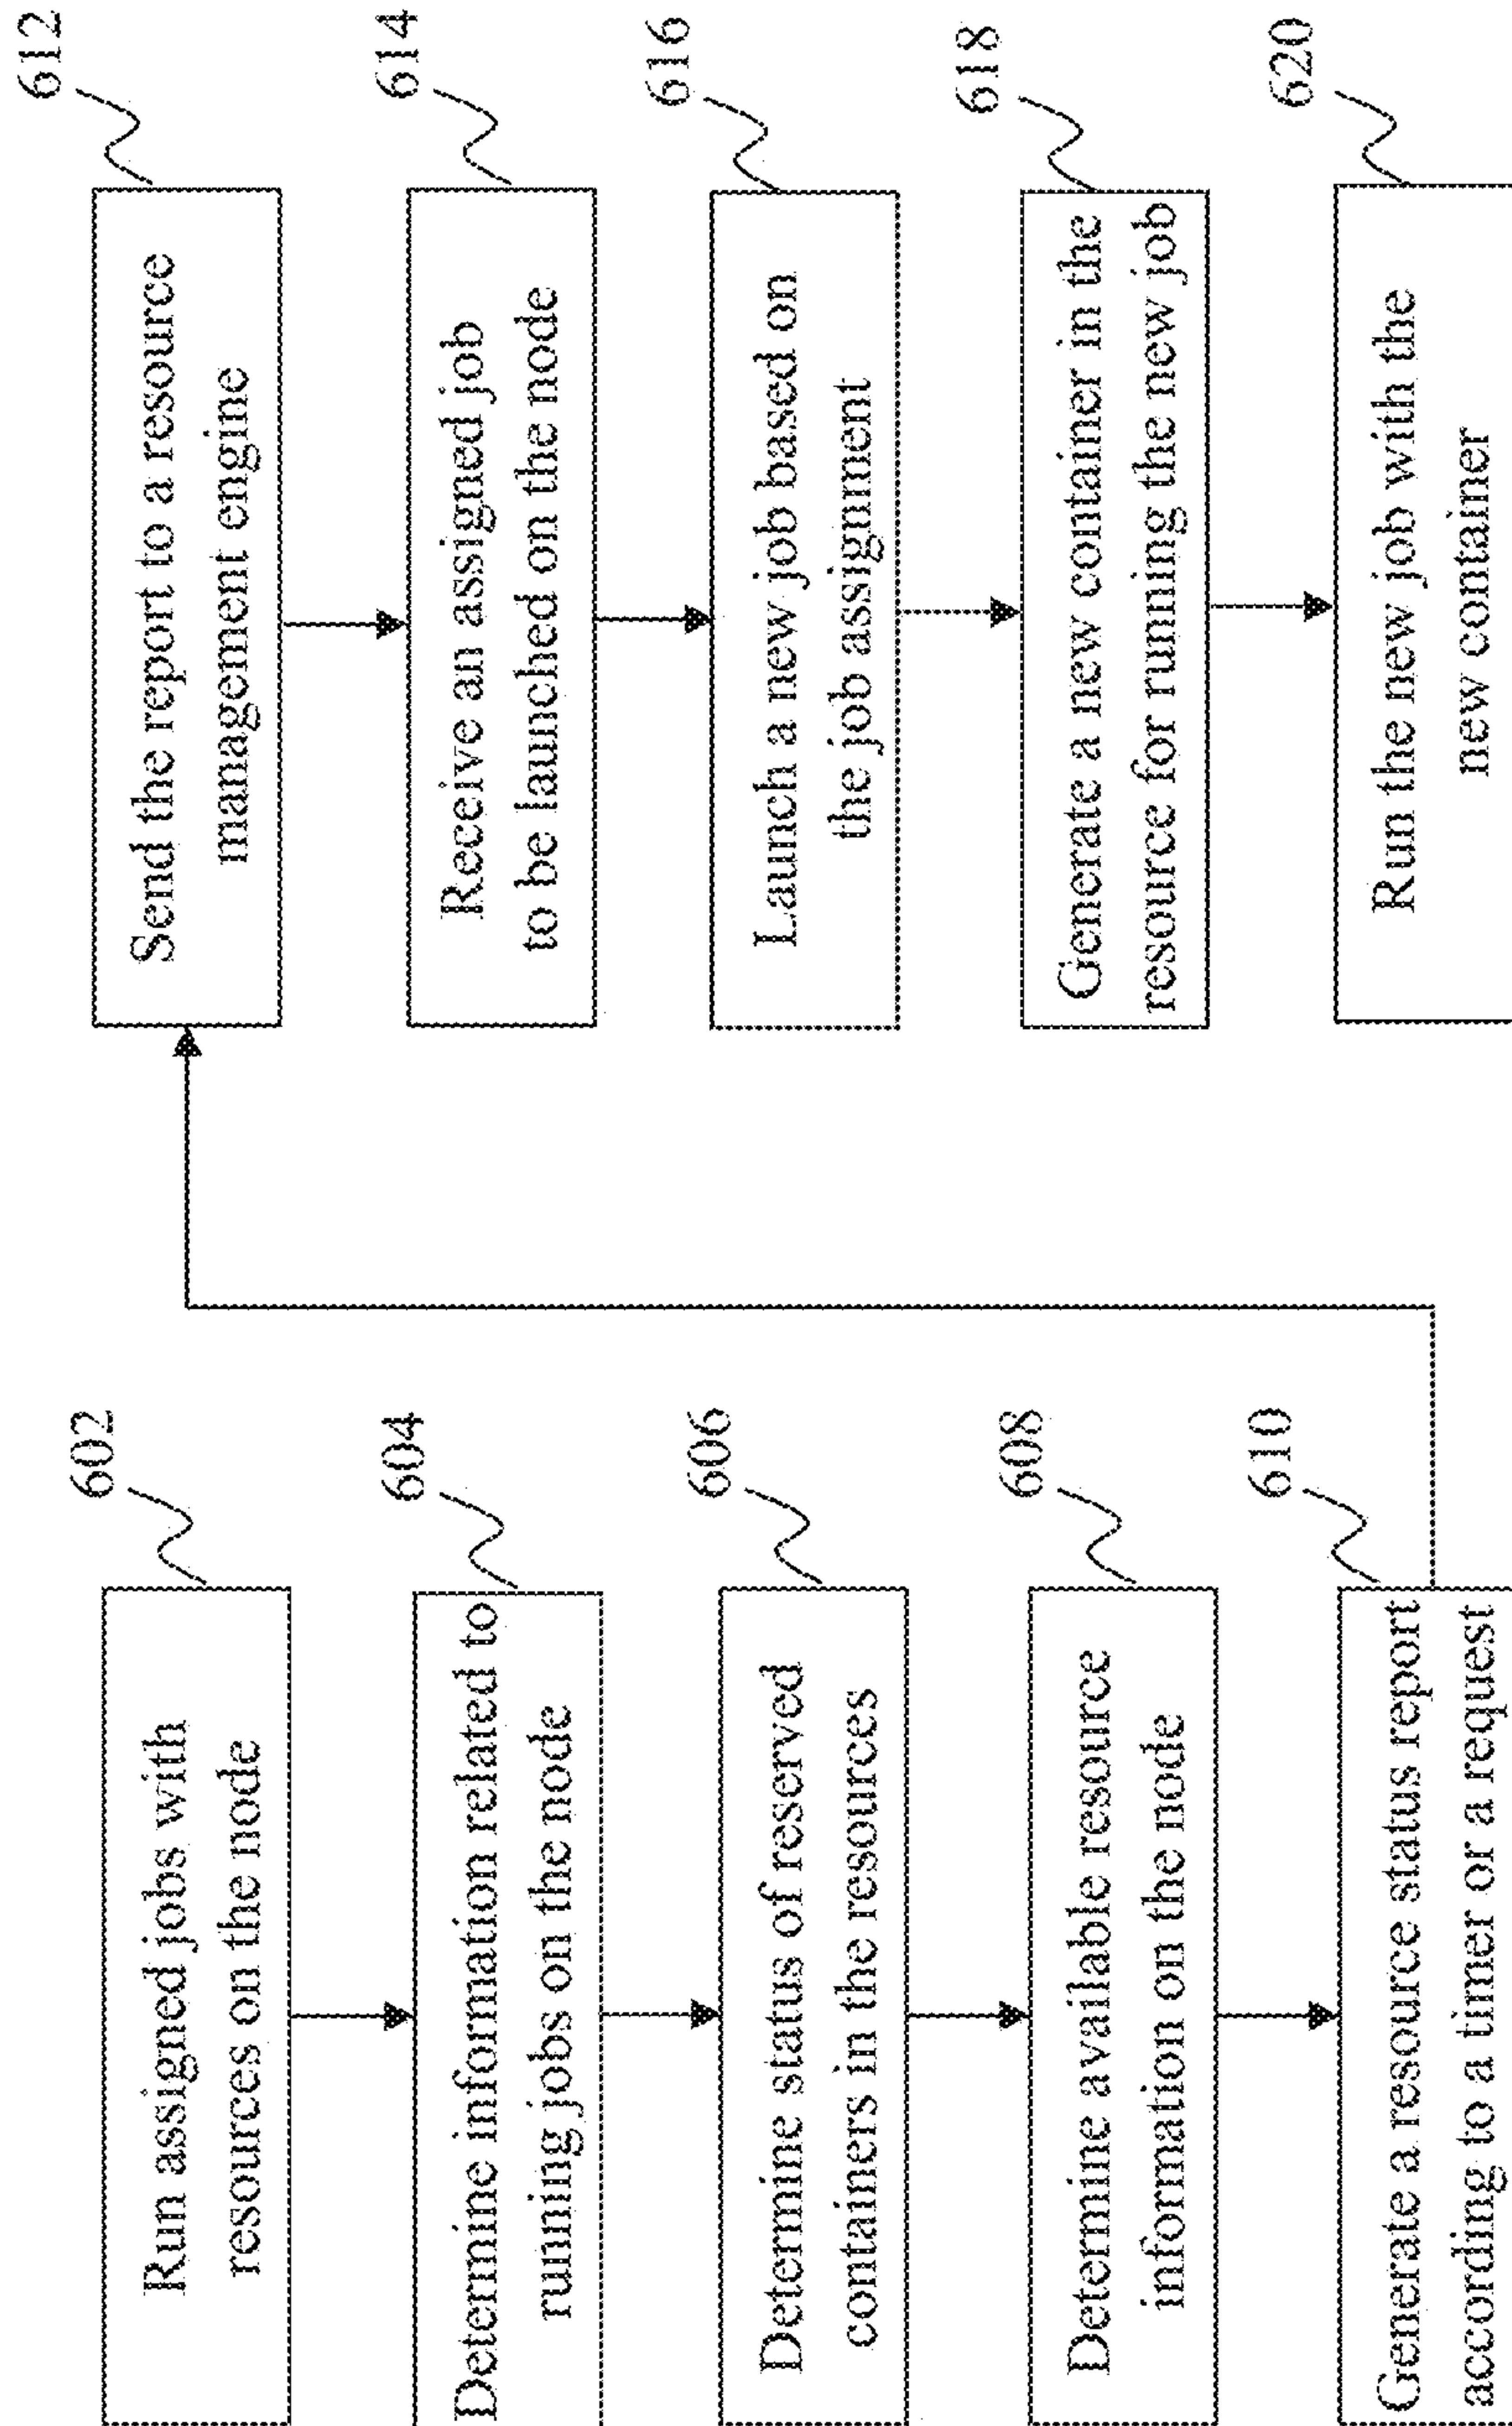 602
Run assigned jobs with
resources on the node
604
Determine information related to
running jobs on the node
606
Determine status of reserved
containers in the resources
608
Determine available resource
information on the node
610
Generate a resource status report
according to a timer or a request
612
Send the report to a resource
management engine
614
Receive an assigned job
to be launched on the node
616
Launch a new job based on
the job assignment
618
Generate a new container in the
resource for running the new job
620
Run the new job with the
new container